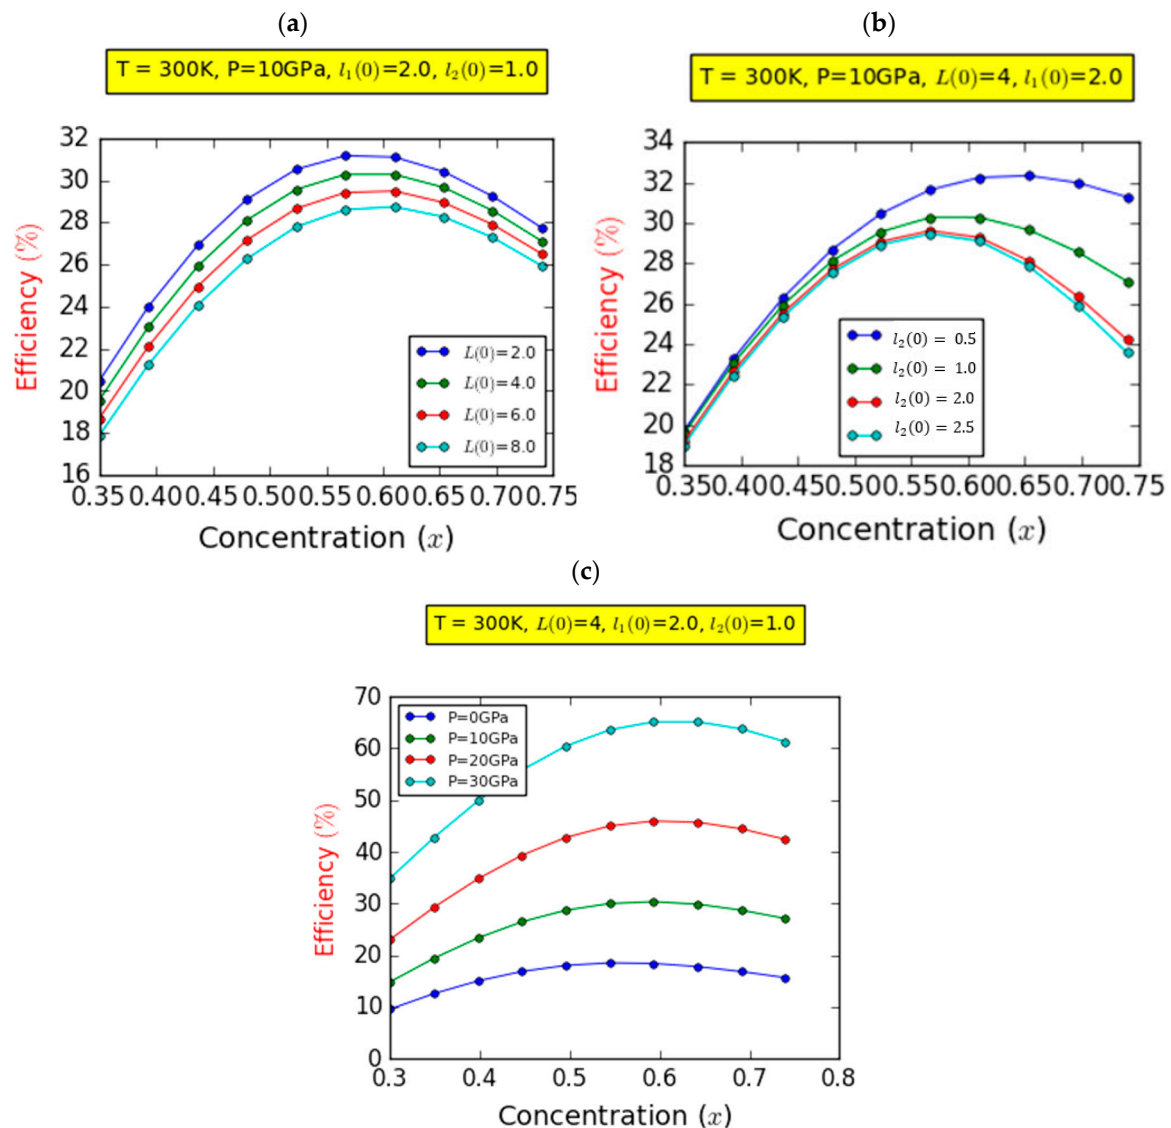 (a)
T = 300K, P=10GPa, l₁(0)=2.0, l₂(0)=1.0
Efficiency (%)
32
30
28
26
24
22
20
18
16
L(0)=2.0
L(0)=4.0
L(0)=6.0
L(0)=8.0
0.35 0.40 0.45 0.50 0.55 0.60 0.65 0.70 0.75
Concentration (x)
(b)
T = 300K, P=10GPa, L(0)=4, l₁(0)=2.0
Efficiency (%)
34
32
30
28
26
24
22
20
18
l₂(0) = 0.5
l₂(0) = 1.0
l₂(0) = 2.0
l₂(0) = 2.5
0.35 0.40 0.45 0.50 0.55 0.60 0.65 0.70 0.75
Concentration (x)
(c)
T = 300K, L(0)=4, l₁(0)=2.0, l₂(0)=1.0
Efficiency (%)
70
60
50
40
30
20
10
0
P=0GPa
P=10GPa
P=20GPa
P=30GPa
0.3 0.4 0.5 0.6 0.7 0.8
Concentration (x)